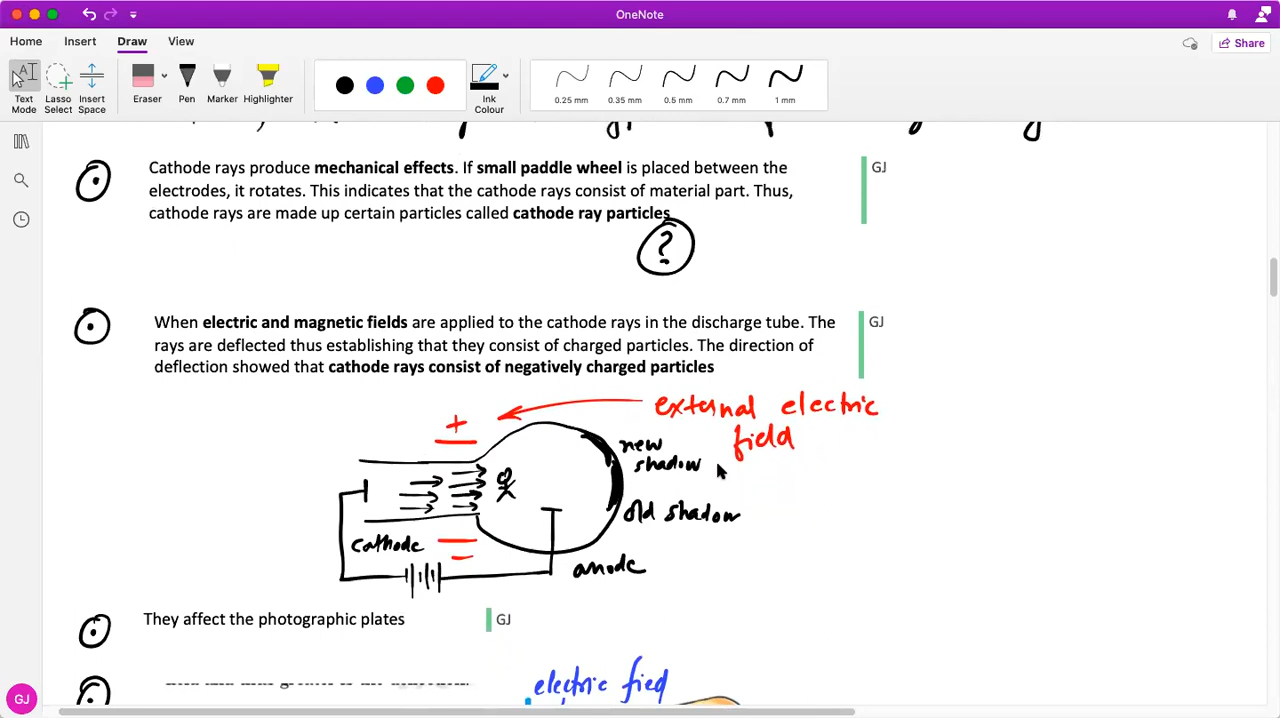 OneNote
Home Insert Draw View
Share
Text Mode
Lasso Select
Insert Space
Eraser
Pen
Marker
Highlighter
Ink Colour
0.25 mm
0.35 mm
0.5 mm
0.7 mm
1 mm
Cathode rays produce mechanical effects. If small paddle wheel is placed between the
electrodes, it rotates. This indicates that the cathode rays consist of material part. Thus,
cathode rays are made up certain particles called cathode ray particles
GJ
?
When electric and magnetic fields are applied to the cathode rays in the discharge tube. The
rays are deflected thus establishing that they consist of charged particles. The direction of
deflection showed that cathode rays consist of negatively charged particles
GJ
external electric
field
+
new
shadow
old shadow
cathode
anode
They affect the photographic plates
GJ
electric fied
GJ